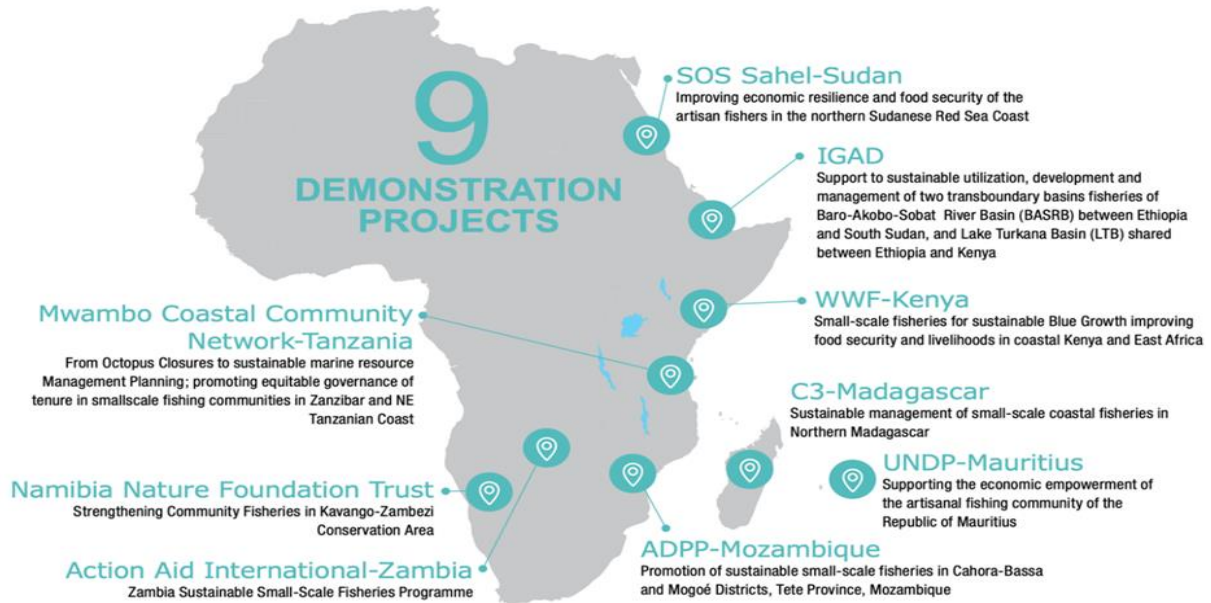 9
DEMONSTRATION
PROJECTS
SOS Sahel-Sudan
Improving economic resilience and food security of the
artisan fishers in the northern Sudanese Red Sea Coast
IGAD
Support to sustainable utilization, development and
management of two transboundary basins fisheries of
Baro-Akobo-Sobat River Basin (BASRB) between Ethiopia
and South Sudan, and Lake Turkana Basin (LTB) shared
between Ethiopia and Kenya
WWF-Kenya
Small-scale fisheries for sustainable Blue Growth improving
food security and livelihoods in coastal Kenya and East Africa
Mwambo Coastal Community
Network-Tanzania
From Octopus Closures to sustainable marine resource
Management Planning; promoting equitable governance of
tenure in smallscale fishing communities in Zanzibar and NE
Tanzanian Coast
C3-Madagascar
Sustainable management of small-scale coastal fisheries in
Northern Madagascar
UNDP-Mauritius
Supporting the economic empowerment of
the artisanal fishing community of the
Republic of Mauritius
Namibia Nature Foundation Trust
Strengthening Community Fisheries in Kavango-Zambezi
Conservation Area
ADPP-Mozambique
Promotion of sustainable small-scale fisheries in Cahora-Bassa
and Mogoé Districts, Tete Province, Mozambique
Action Aid International-Zambia
Zambia Sustainable Small-Scale Fisheries Programme